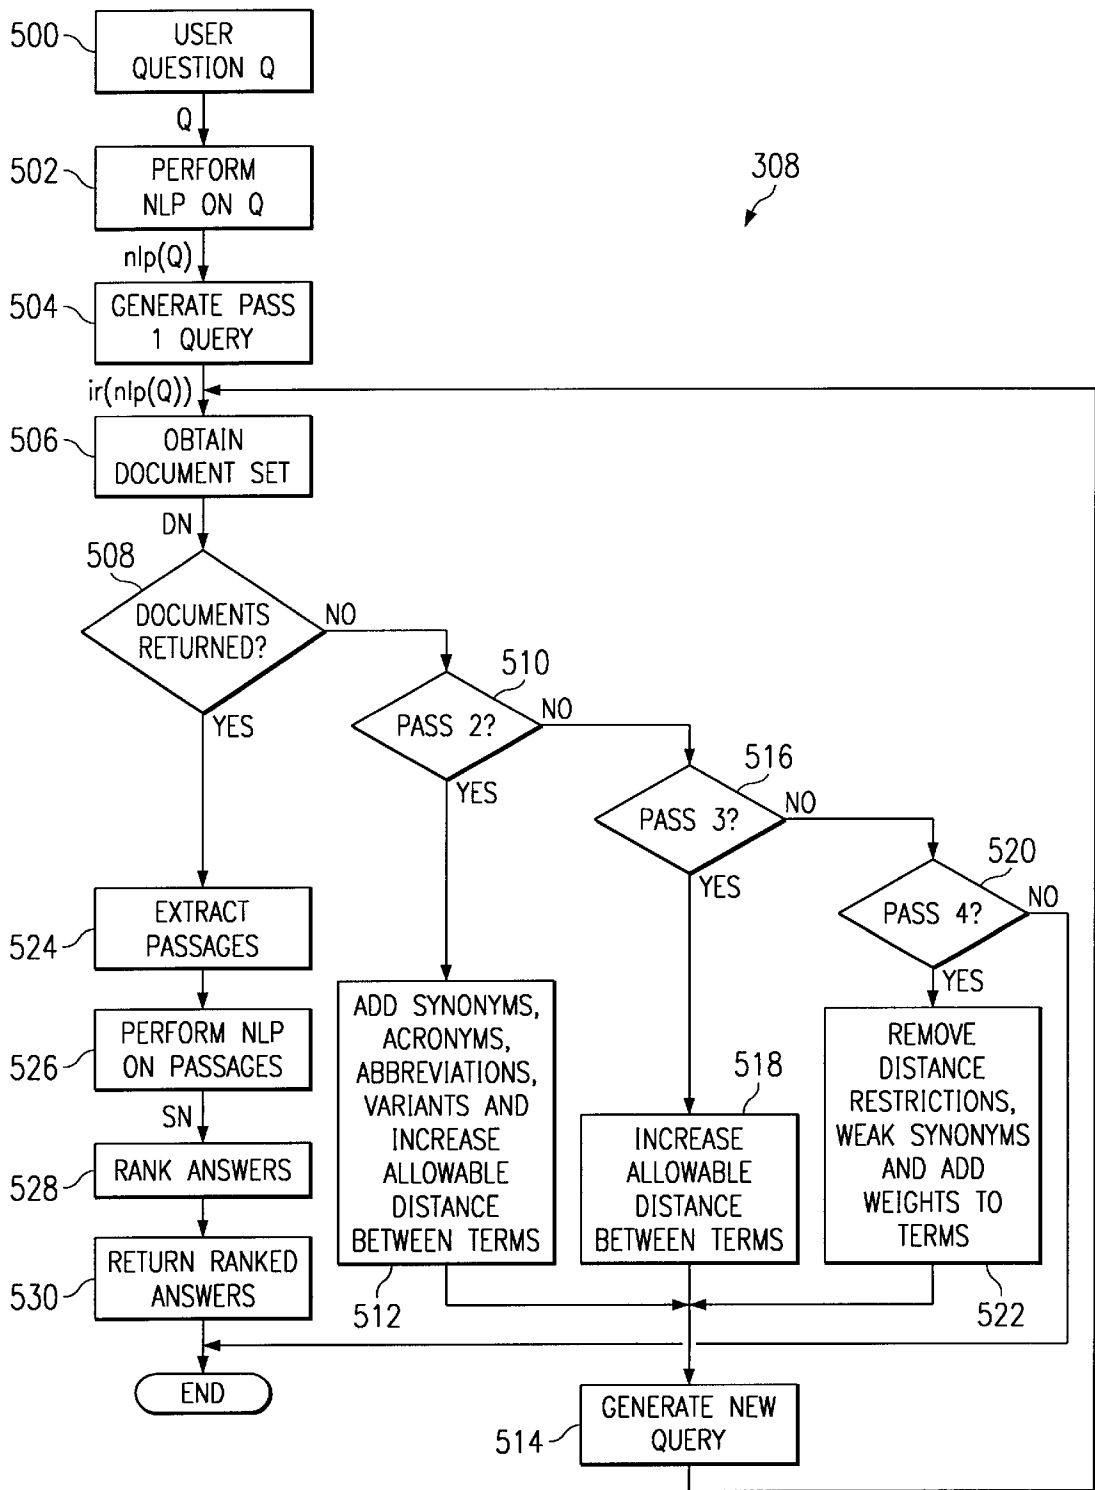 500
USER
QUESTION Q
Q
502
PERFORM
NLP ON Q
308
nlp(Q)
504
GENERATE PASS
1 QUERY
ir(nlp(Q))
506
OBTAIN
DOCUMENT SET
DN
508
DOCUMENTS
RETURNED?
NO
YES
510
PASS 2?
NO
YES
516
PASS 3?
NO
YES
520
PASS 4?
NO
YES
524
EXTRACT
PASSAGES
526
PERFORM NLP
ON PASSAGES
SN
528
RANK ANSWERS
530
RETURN RANKED
ANSWERS
END
ADD SYNONYMS,
ACRONYMS,
ABBREVIATIONS,
VARIANTS AND
INCREASE
ALLOWABLE
DISTANCE
BETWEEN TERMS
512
518
INCREASE
ALLOWABLE
DISTANCE
BETWEEN TERMS
REMOVE
DISTANCE
RESTRICTIONS,
WEAK SYNONYMS
AND ADD
WEIGHTS TO
TERMS
522
514
GENERATE NEW
QUERY